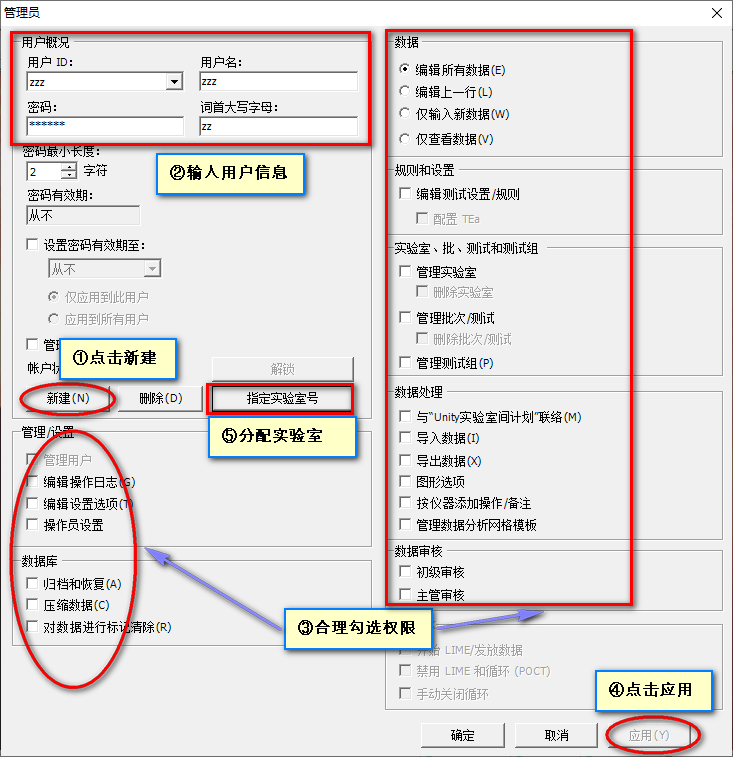 管理员
用户概况
用户 ID:
用户名:
zzz
zzz
密码:
词首大写字母:
******
zz
密码最小长度:
2
字符
②输入用户信息
密码有效期:
从不
设置密码有效期至:
从不
仅应用到此用户
应用到所有用户
管理
①点击新建
帐户状
解锁
新建(N)
删除(D)
指定实验室号
⑤分配实验室
管理/设置
管理用户
编辑操作日志(G)
编辑设置选项(T)
操作员设置
数据库
归档和恢复(A)
压缩数据(C)
对数据进行标记清除(R)
③合理勾选权限
数据
编辑所有数据(E)
编辑上一行(L)
仅输入新数据(W)
仅查看数据(V)
规则和设置
编辑测试设置/规则
配置 TEa
实验室、批、测试和测试组
管理实验室
删除实验室
管理批次/测试
删除批次/测试
管理测试组(P)
数据处理
与“Unity实验室间计划”联络(M)
导入数据(I)
导出数据(X)
图形选项
按仪器添加操作/备注
管理数据分析网格模板
数据审核
初级审核
主管审核
开始 LIME/发放数据
禁用 LIME 和循环 (POCT)
手动关闭循环
④点击应用
确定
取消
应用(Y)